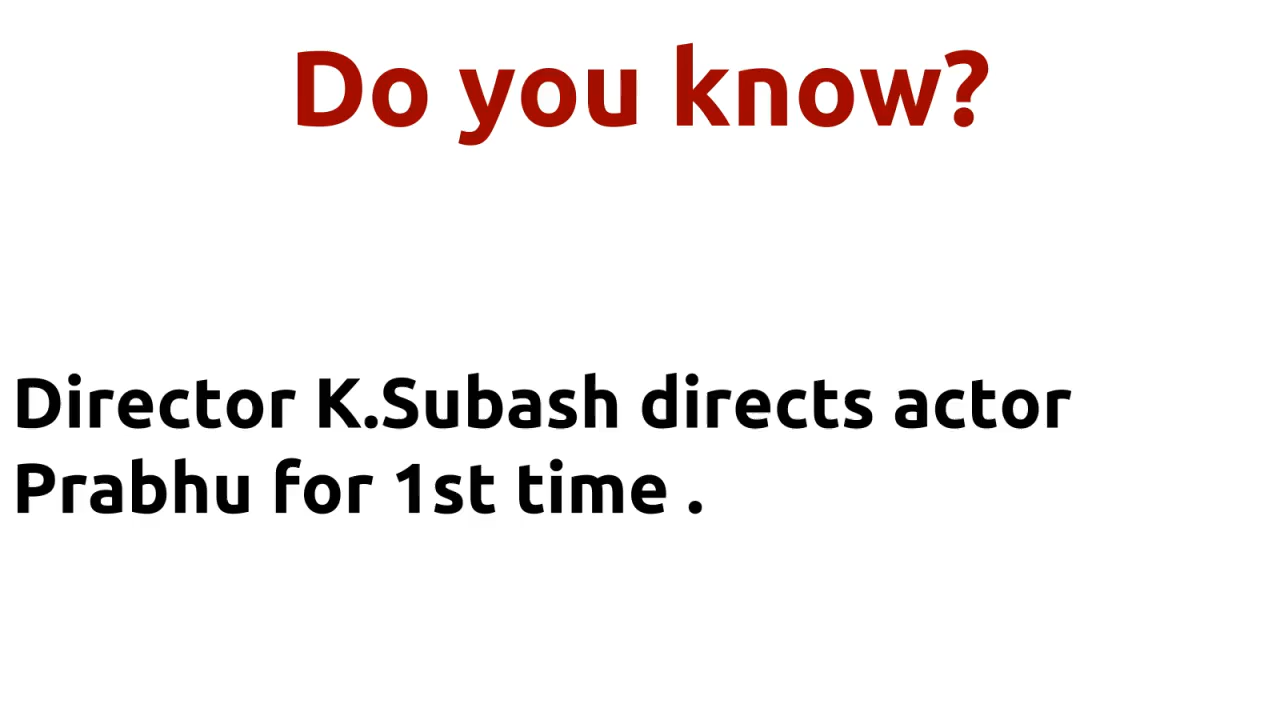 Do you know?
Director K.Subash directs actor
Prabhu for 1st time .